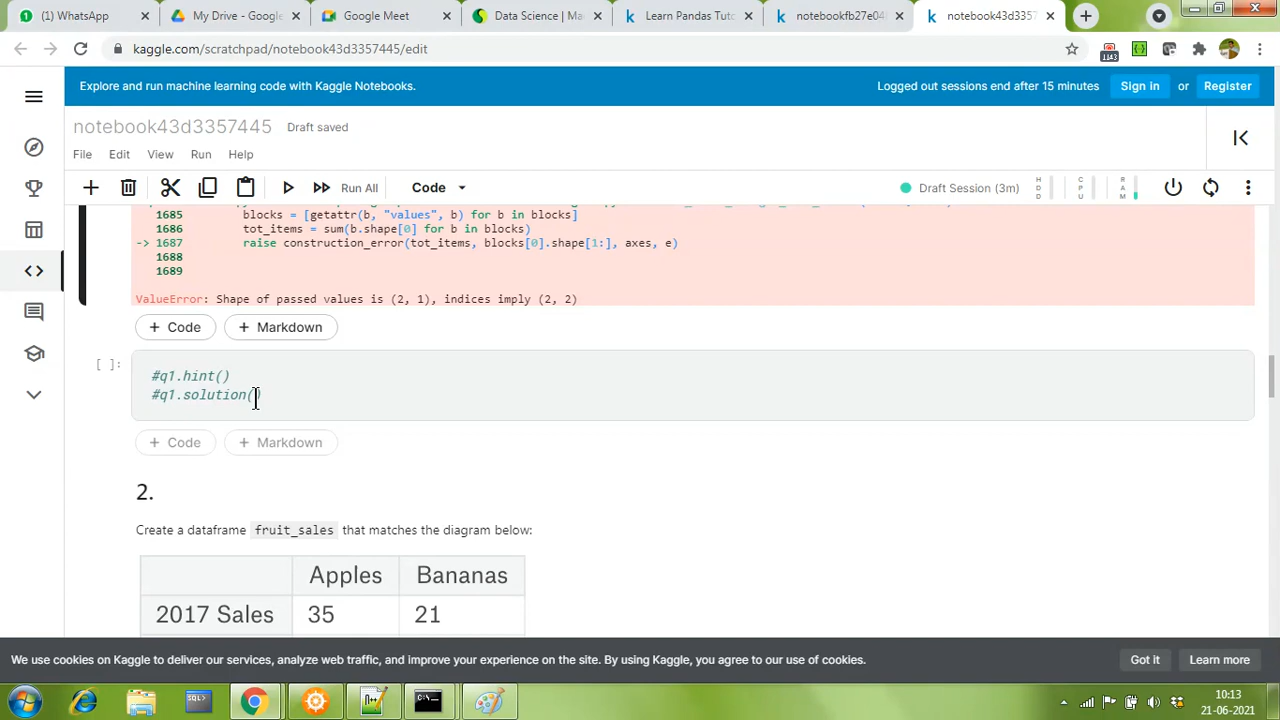 (1) WhatsApp
My Drive - Google
Google Meet
Data Science | Ma
Learn Pandas Tuto
notebookfb27e04
notebook43d3357
kaggle.com/scratchpad/notebook43d3357445/edit
1143
Explore and run machine learning code with Kaggle Notebooks.
Logged out sessions end after 15 minutes
Sign in
or
Register
notebook43d3357445
Draft saved
File
Edit
View
Run
Help
Run All
Code
Draft Session (3m)
HDD
CPU
RAM
1685 blocks = [getattr(b, "values", b) for b in blocks]
1686 tot_items = sum(b.shape[0] for b in blocks)
-> 1687 raise construction_error(tot_items, blocks[0].shape[1:], axes, e)
1688
1689
ValueError: Shape of passed values is (2, 1), indices imply (2, 2)
+ Code
+ Markdown
[ ]:
#q1.hint()
#q1.solution()
+ Code
+ Markdown
2.
Create a dataframe fruit_sales that matches the diagram below:
Apples Bananas
2017 Sales 35 21
We use cookies on Kaggle to deliver our services, analyze web traffic, and improve your experience on the site. By using Kaggle, you agree to our use of cookies.
Got it
Learn more
10:13
21-06-2021